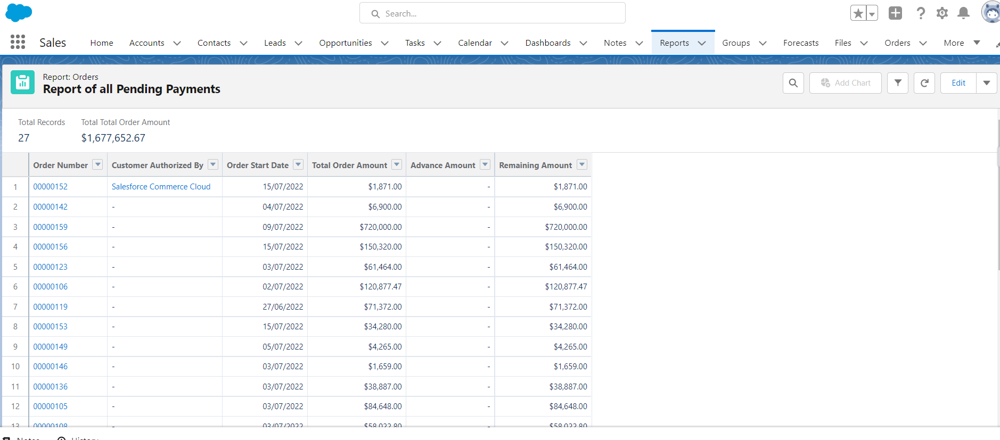 Search...
Sales Home Accounts Contacts Leads Opportunities Tasks Calendar Dashboards Notes Reports Groups Forecasts Files Orders More
Report: Orders
Report of all Pending Payments
Add Chart Edit
Total Records Total Total Order Amount
27 $1,677,652.67
Order Number Customer Authorized By Order Start Date Total Order Amount Advance Amount Remaining Amount
1 00000152 Salesforce Commerce Cloud 15/07/2022 $1,871.00 - $1,871.00
2 00000142 - 04/07/2022 $6,900.00 - $6,900.00
3 00000159 - 09/07/2022 $720,000.00 - $720,000.00
4 00000156 - 15/07/2022 $150,320.00 - $150,320.00
5 00000123 - 03/07/2022 $61,464.00 - $61,464.00
6 00000106 - 02/07/2022 $120,877.47 - $120,877.47
7 00000119 - 27/06/2022 $71,372.00 - $71,372.00
8 00000153 - 15/07/2022 $34,280.00 - $34,280.00
9 00000149 - 05/07/2022 $4,265.00 - $4,265.00
10 00000146 - 03/07/2022 $1,659.00 - $1,659.00
11 00000136 - 03/07/2022 $38,887.00 - $38,887.00
12 00000105 - 03/07/2022 $84,648.00 - $84,648.00
13 00000108 - 03/07/2022 $58,022.80 - $58,022.80
Notes History